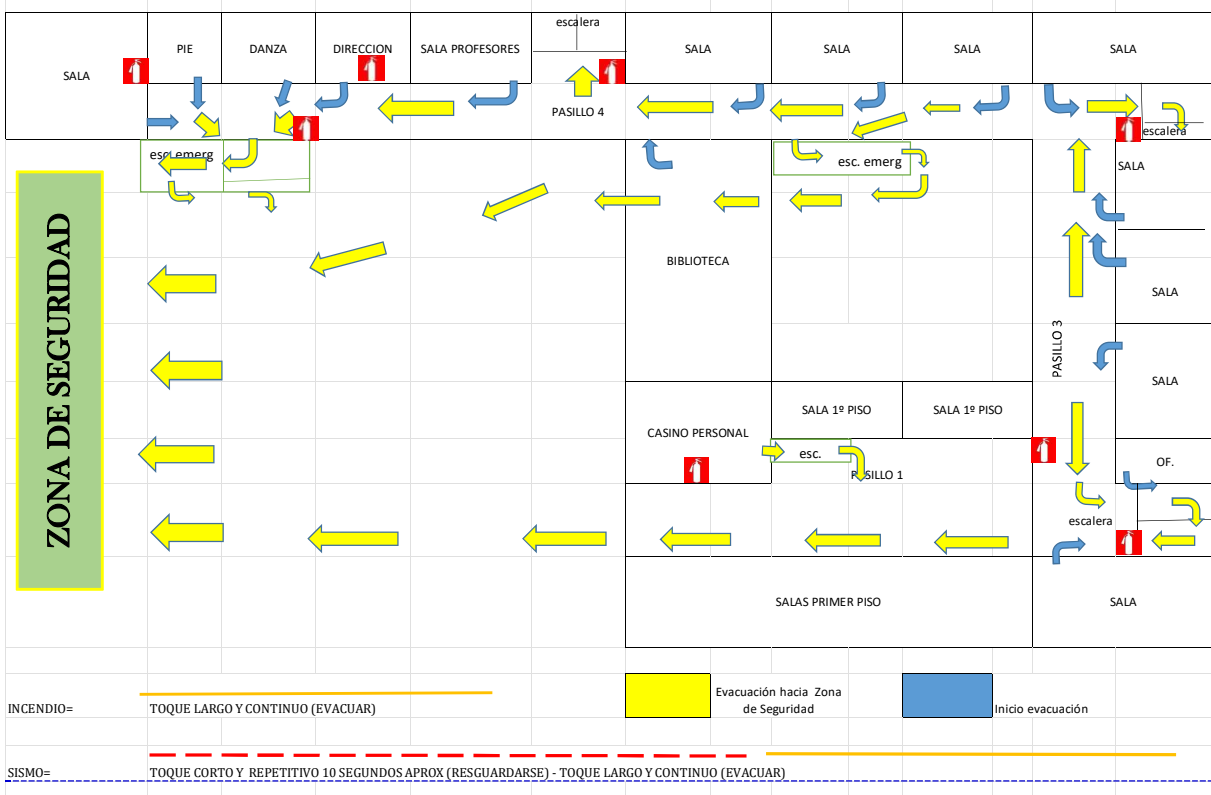 escalera
PIE
DANZA
DIRECCION
SALA PROFESORES
SALA
SALA
SALA
SALA
SALA
PASILLO 4
escalera
esc. emerg
esc. emerg
SALA
ZONA DE SEGURIDAD
BIBLIOTECA
SALA
PASILLO 3
SALA
SALA 1º PISO
SALA 1º PISO
CASINO PERSONAL
esc.
OF.
PASILLO 1
escalera
SALAS PRIMER PISO
SALA
Evacuación hacia Zona
de Seguridad
Inicio evacuación
INCENDIO=
TOQUE LARGO Y CONTINUO (EVACUAR)
SISMO=
TOQUE CORTO Y REPETITIVO 10 SEGUNDOS APROX (RESGUARDARSE) - TOQUE LARGO Y CONTINUO (EVACUAR)